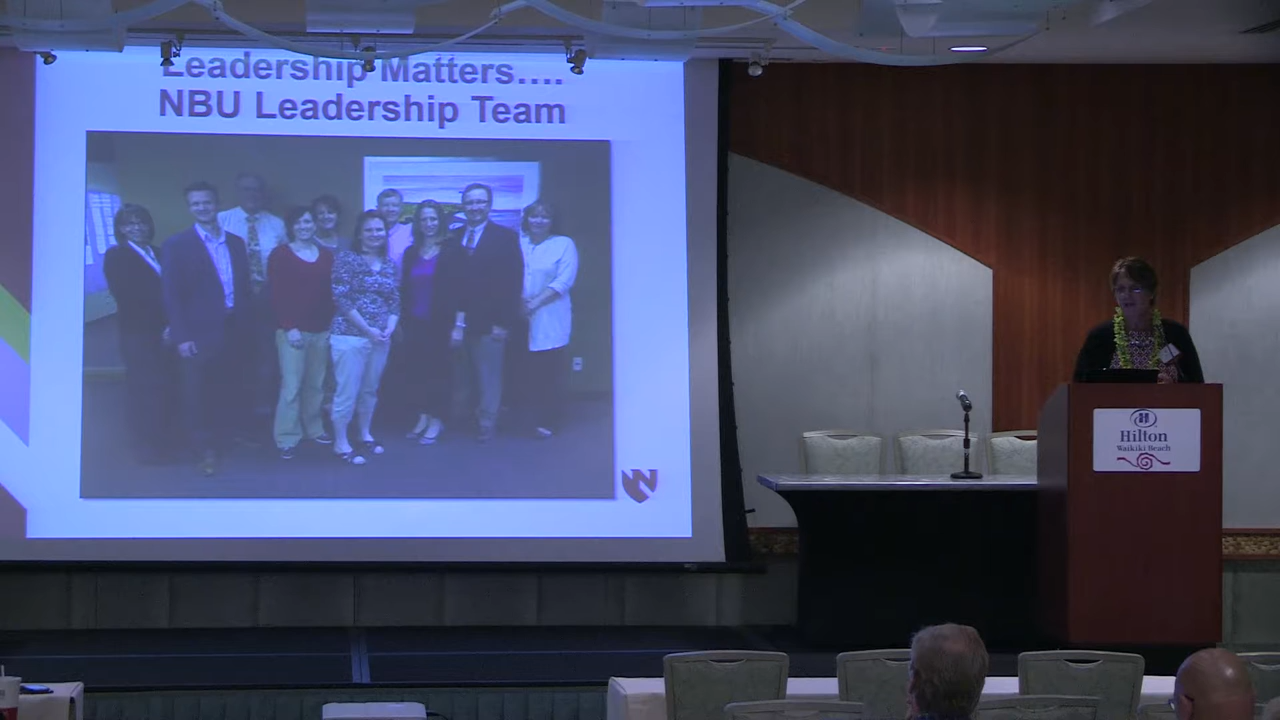 Leadership Matters....
NBU Leadership Team
N
H
Hilton
Waikiki Beach